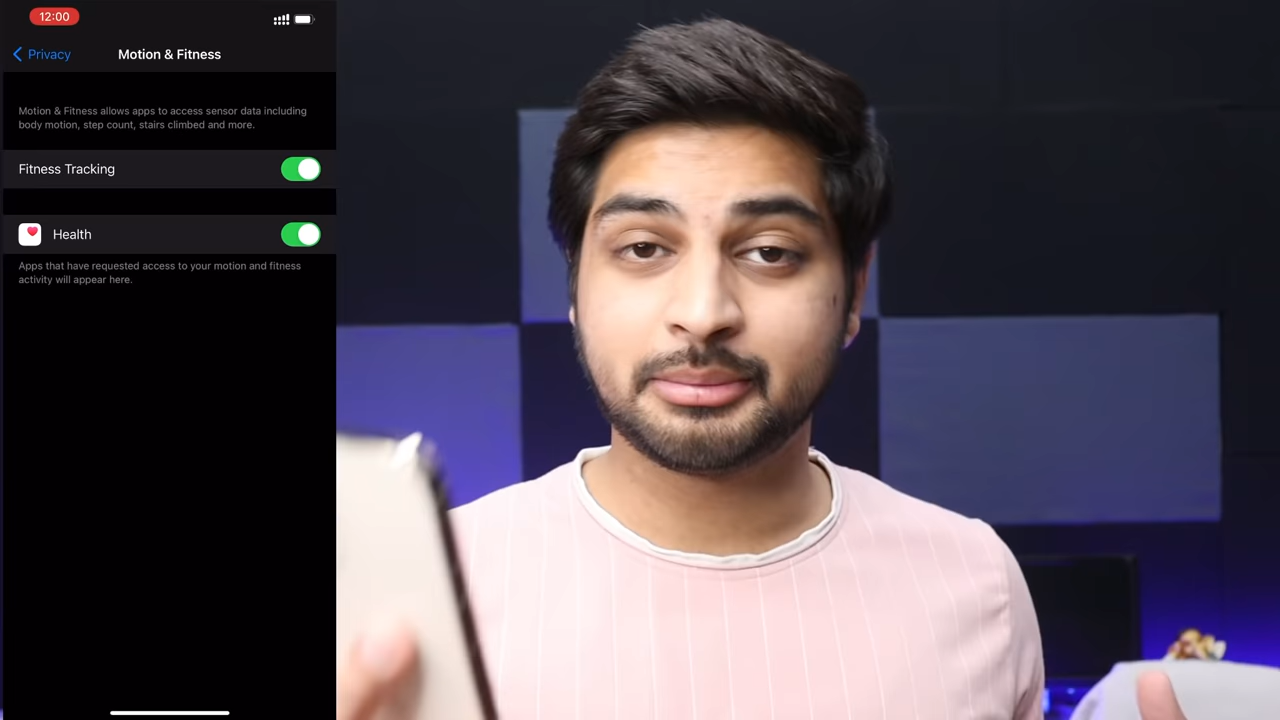 12:00
Privacy
Motion & Fitness
Motion & Fitness allows apps to access sensor data including
body motion, step count, stairs climbed and more.
Fitness Tracking
Health
Apps that have requested access to your motion and fitness
activity will appear here.